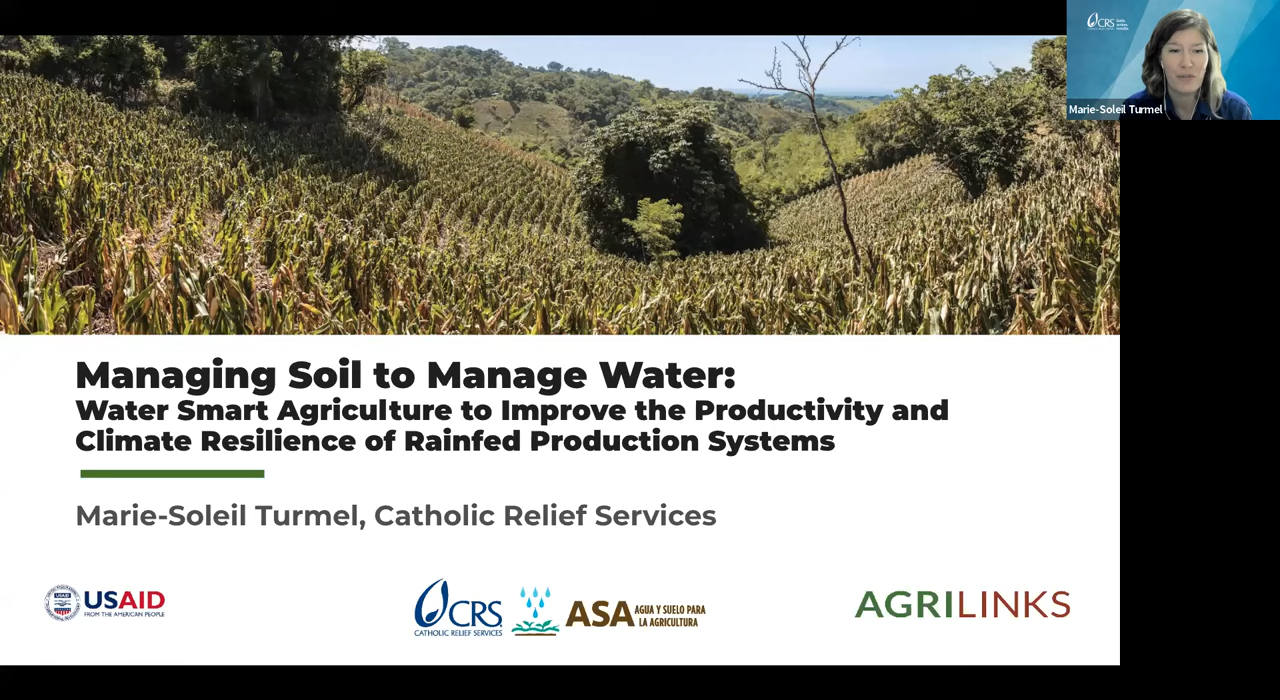 CRS
Marie-Soleil Turmel
Managing Soil to Manage Water:
Water Smart Agriculture to Improve the Productivity and
Climate Resilience of Rainfed Production Systems
Marie-Soleil Turmel, Catholic Relief Services
USAID
FROM THE AMERICAN PEOPLE
CRS
CATHOLIC RELIEF SERVICES
ASA
AGUA Y SUELO PARA
LA AGRICULTURA
AGRILINKS